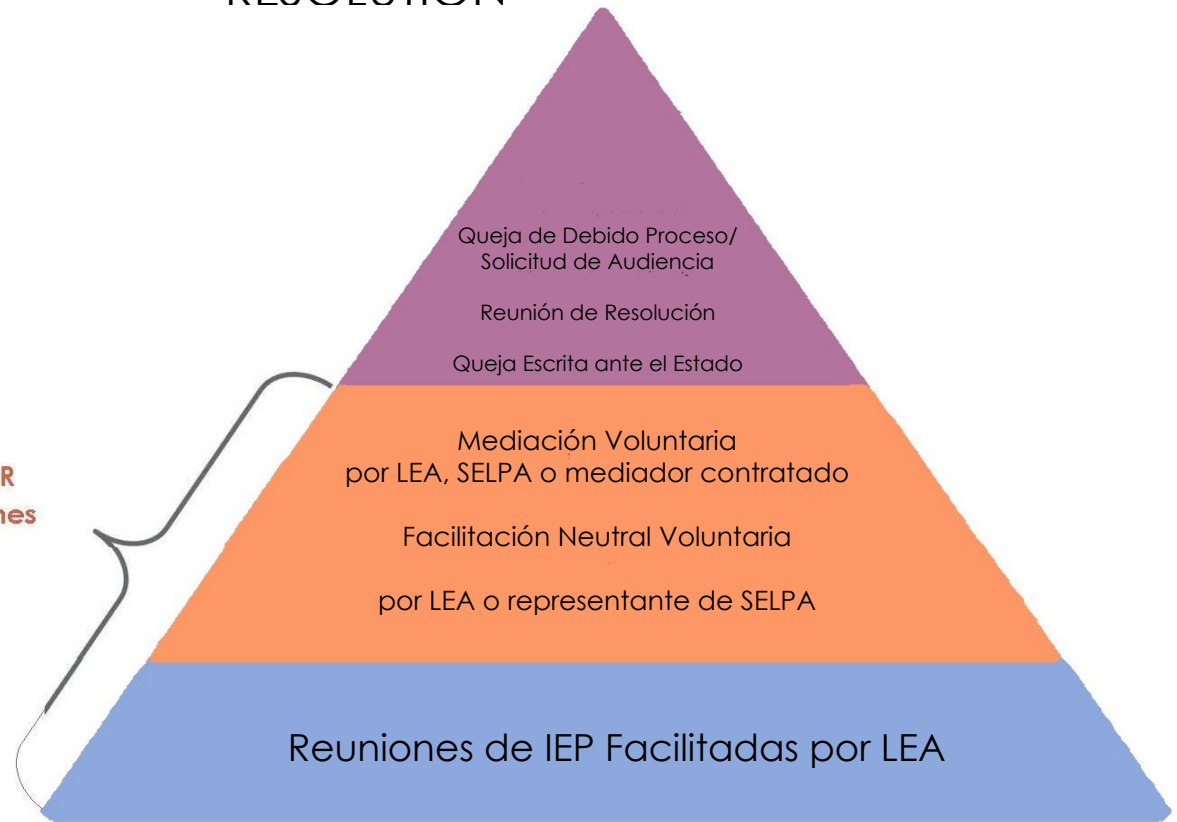 RESOLUTION
Queja de Debido Proceso/
Solicitud de Audiencia
Reunión de Resolución
Queja Escrita ante el Estado
Mediación Voluntaria
por LEA, SELPA o mediador contratado
Facilitación Neutral Voluntaria
por LEA o representante de SELPA
Reuniones de IEP Facilitadas por LEA